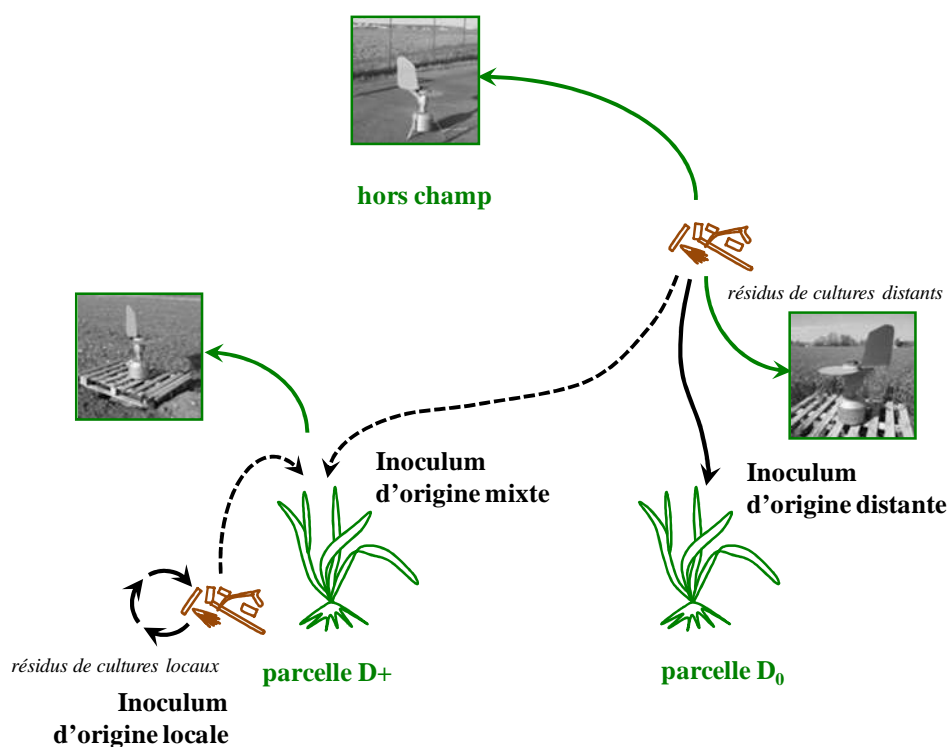 hors champ
résidus de cultures distants
Inoculum
d'origine mixte
Inoculum
d'origine distante
résidus de cultures locaux
parcelle D+
parcelle D₀
Inoculum
d'origine locale